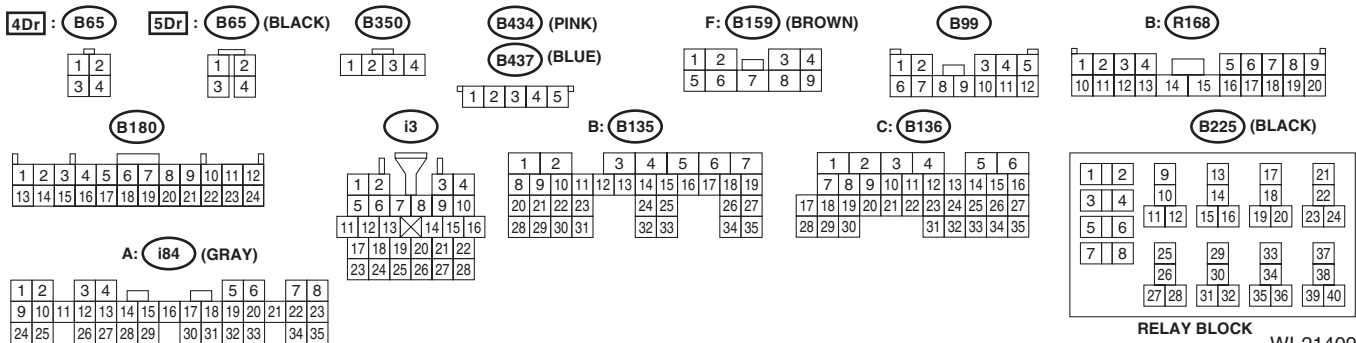 4Dr : B65 5Dr : B65 (BLACK) B350 B434 (PINK) F: B159 (BROWN) B99 B: R168
B437 (BLUE)
1 2 1 2 1 2 3 4 1 2 3 4 1 2 3 4 5 1 2 3 4 5 6 7 8 9
3 4 3 4 5 6 7 8 9 6 7 8 9 10 11 12 10 11 12 13 14 15 16 17 18 19 20
1 2 3 4 5
B180 i3 B: B135 C: B136 B225 (BLACK)
1 2 3 4 5 6 7 8 9 10 11 12
13 14 15 16 17 18 19 20 21 22 23 24
1 2 3 4
5 6 7 8 9 10
11 12 13 14 15 16
17 18 19 20 21 22
23 24 25 26 27 28
1 2 3 4 5 6 7
8 9 10 11 12 13 14 15 16 17 18 19
20 21 22 23 24 25 26 27
28 29 30 31 32 33 34 35
1 2 3 4 5 6
7 8 9 10 11 12 13 14 15 16
17 18 19 20 21 22 23 24 25 26 27
28 29 30 31 32 33 34 35
1 2 9 13 17 21
3 4 10 14 18 22
5 6 11 12 15 16 19 20 23 24
7 8 25 29 33 37
26 30 34 38
27 28 31 32 35 36 39 40
RELAY BLOCK
A: i84 (GRAY)
1 2 3 4 5 6 7 8
9 10 11 12 13 14 15 16 17 18 19 20 21 22 23
24 25 26 27 28 29 30 31 32 33 34 35